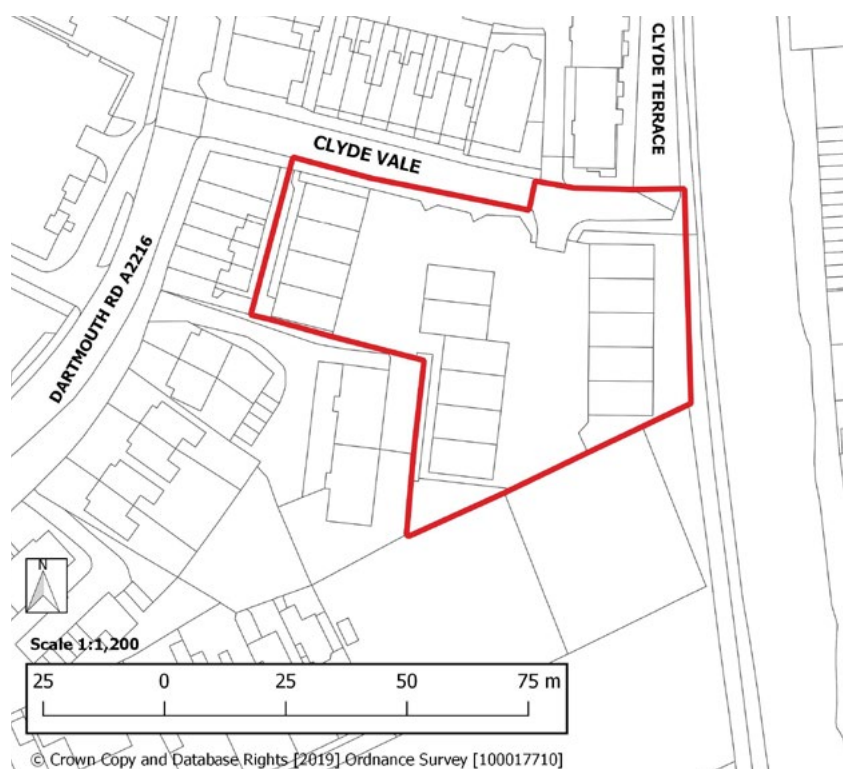 CLYDE TERRACE
CLYDE VALE
DARTMOUTH RD A2216
N
Scale 1:1,200
25 0 25 50 75 m
© Crown Copy and Database Rights [2019] Ordnance Survey [100017710]